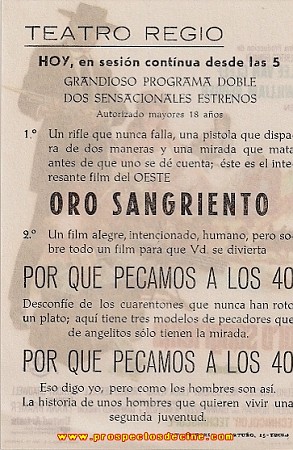 TEATRO REGIO
HOY, en sesión contínua desde las 5
GRANDIOSO PROGRAMA DOBLE
DOS SENSACIONALES ESTRENOS
Autorizado mayores 18 años
1.º Un rifle que nunca falla, una pistola que dispa-
ra de dos maneras y una mirada que mata
antes de que uno se dé cuenta; éste es el inte-
resante film del OESTE
ORO SANGRIENTO
2.º Un film alegre, intencionado, humano, pero so-
bre todo un film para que Vd. se divierta
POR QUE PECAMOS A LOS 40
Desconfíe de los cuarentones que nunca han roto
un plato; aquí tiene tres modelos de pecadores que
de angelitos sólo tienen la mirada.
POR QUE PECAMOS A LOS 40
Eso digo yo, pero como los hombres son así.
La historia de unos hombres que quieren vivir una
segunda juventud.
www.prospectosdecine.com